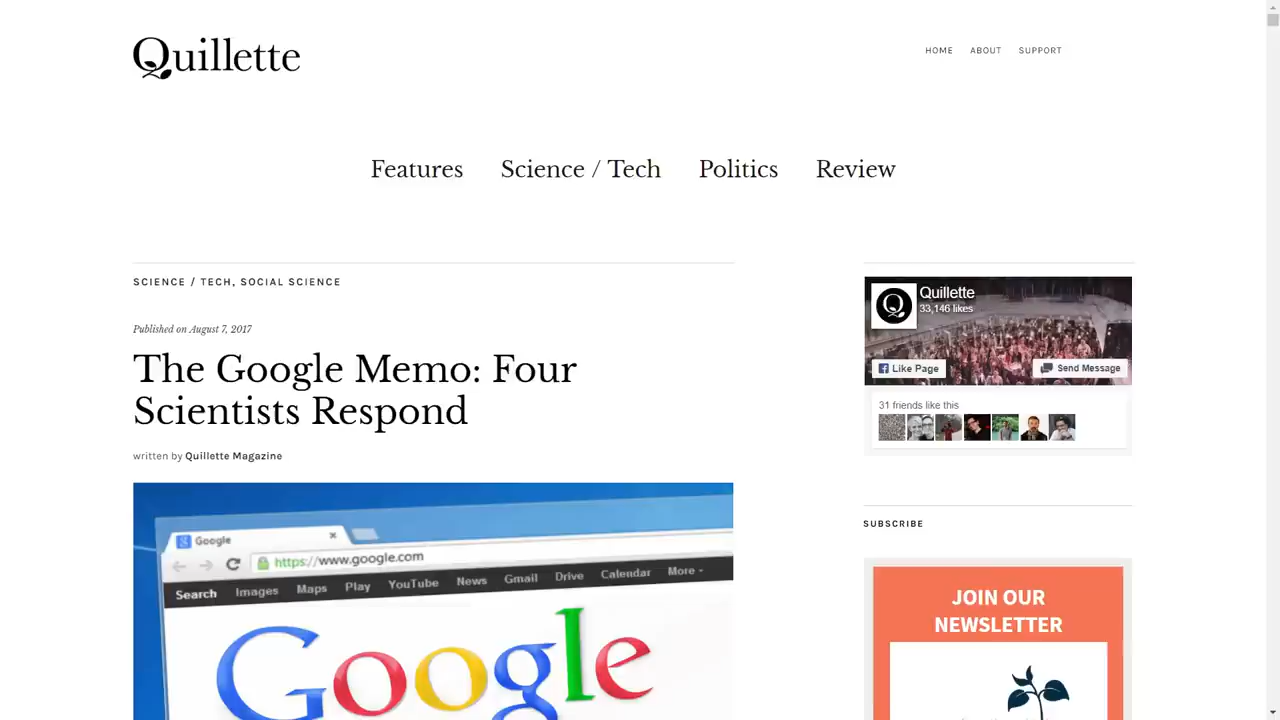 Quillette
HOME ABOUT SUPPORT
Features Science / Tech Politics Review
SCIENCE / TECH, SOCIAL SCIENCE
Published on August 7, 2017
The Google Memo: Four
Scientists Respond
written by Quillette Magazine
Google
https://www.google.com
Search Images Maps Play YouTube News Gmail Drive Calendar More
Google
Quillette
33,146 likes
Like Page Send Message
31 friends like this
SUBSCRIBE
JOIN OUR
NEWSLETTER